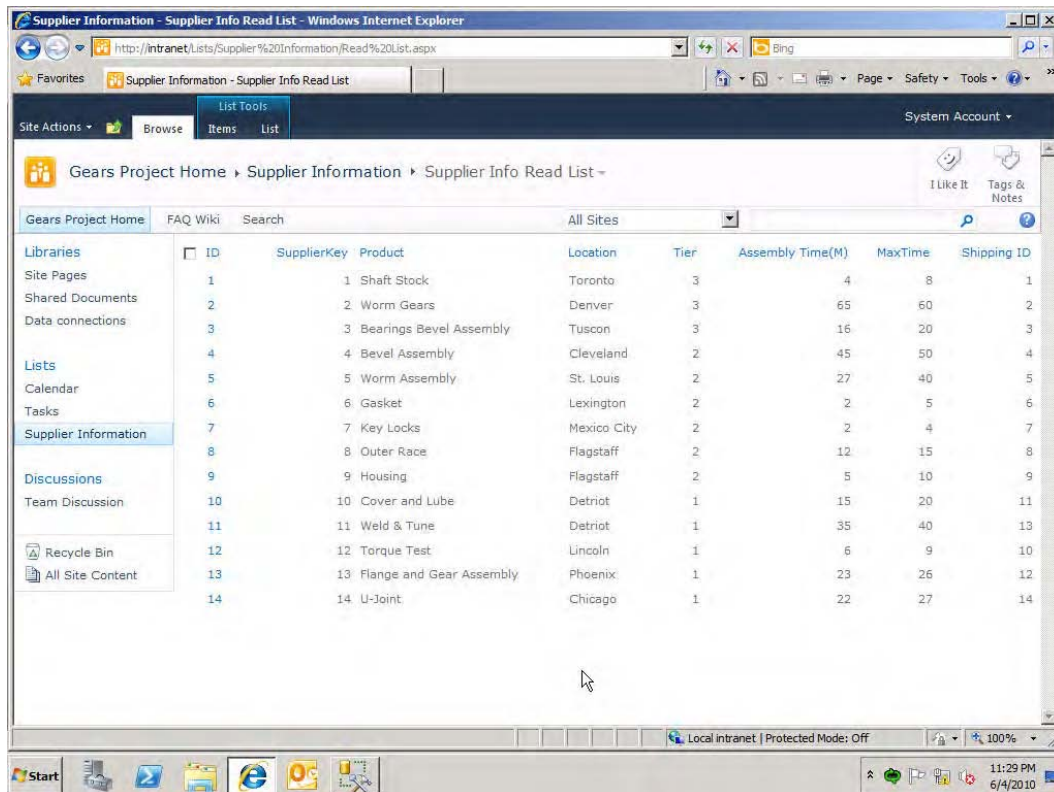 Supplier Information - Supplier Info Read List - Windows Internet Explorer
http://intranet/Lists/Supplier%20Information/Read%20List.aspx
Bing
Favorites Supplier Information - Supplier Info Read List Page Safety Tools
List Tools
Site Actions Browse Items List System Account
Gears Project Home Supplier Information Supplier Info Read List
I Like It Tags & Notes
Gears Project Home FAQ Wiki Search All Sites
Libraries
Site Pages
Shared Documents
Data connections
Lists
Calendar
Tasks
Supplier Information
Discussions
Team Discussion
Recycle Bin
All Site Content
ID SupplierKey Product Location Tier Assembly Time(M) MaxTime Shipping ID
1 1 Shaft Stock Toronto 3 4 8 1
2 2 Worm Gears Denver 3 65 60 2
3 3 Bearings Bevel Assembly Tuscon 3 16 20 3
4 4 Bevel Assembly Cleveland 2 45 50 4
5 5 Worm Assembly St. Louis 2 27 40 5
6 6 Gasket Lexington 2 2 5 6
7 7 Key Locks Mexico City 2 2 4 7
8 8 Outer Race Flagstaff 2 12 15 8
9 9 Housing Flagstaff 2 5 10 9
10 10 Cover and Lube Detriot 1 15 20 11
11 11 Weld & Tune Detriot 1 35 40 13
12 12 Torque Test Lincoln 1 6 9 10
13 13 Flange and Gear Assembly Phoenix 1 23 26 12
14 14 U-Joint Chicago 1 22 27 14
Local intranet | Protected Mode: Off 100%
Start 11:29 PM
6/4/2010